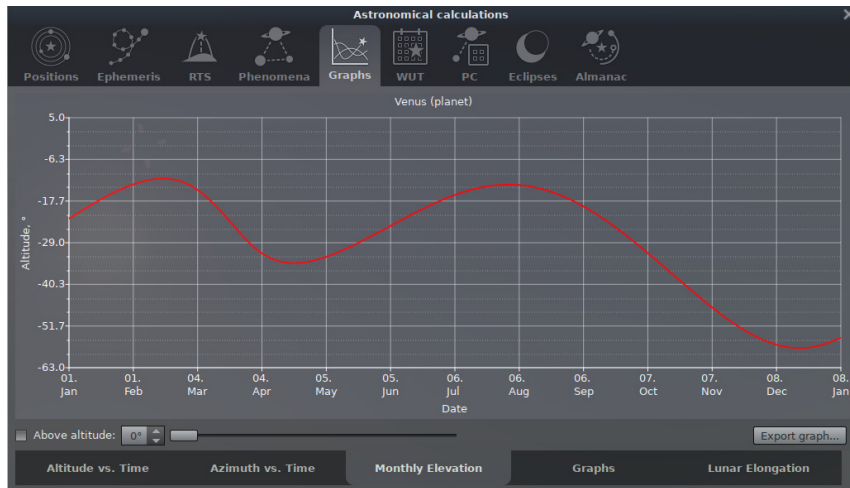 Astronomical calculations
Positions Ephemeris RTS Phenomena Graphs WUT PC Eclipses Almanac
Venus (planet)
5.0
-6.3
-17.7
-29.0
-40.3
-51.7
-63.0
Altitude, °
01. 01. 04. 04. 05. 05. 06. 06. 06. 07. 07. 08. 08.
Jan Feb Mar Apr May Jun Jul Aug Sep Oct Nov Dec Jan
Date
Above altitude: 0° Export graph...
Altitude vs. Time Azimuth vs. Time Monthly Elevation Graphs Lunar Elongation